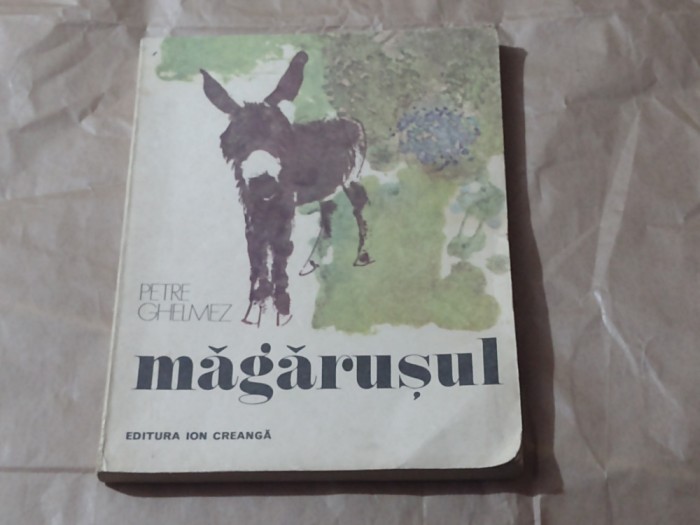 PETRE
GHELMEZ
măgărușul
EDITURA ION CREANGĂ